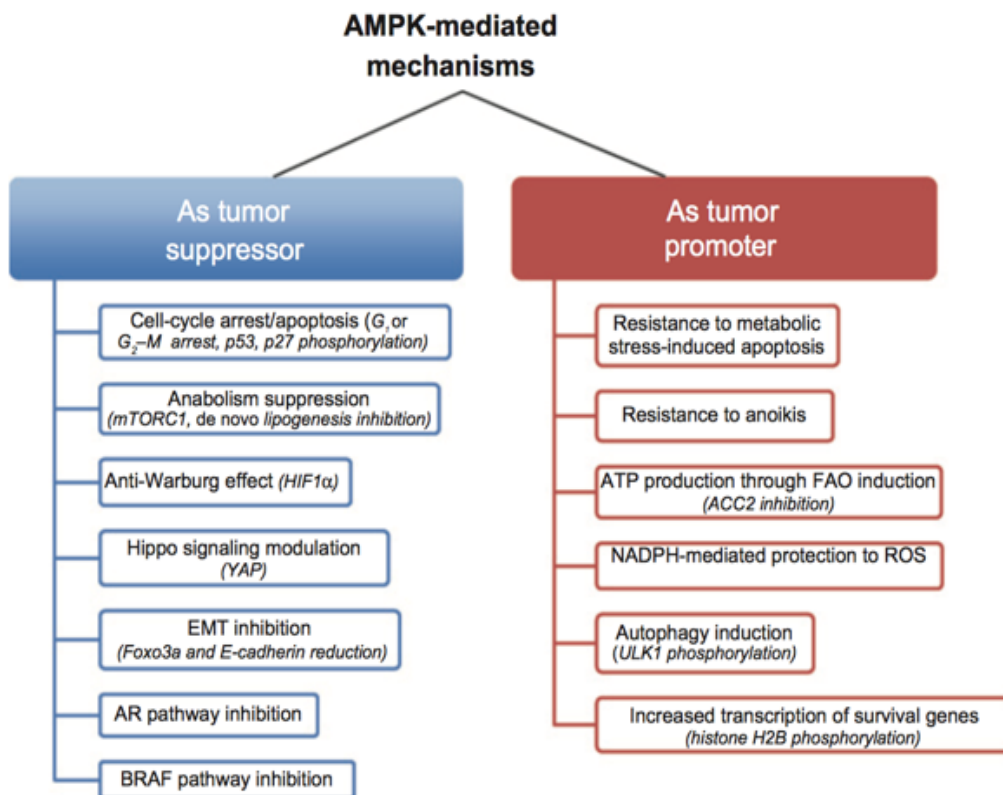 AMPK-mediated
mechanisms
As tumor
suppressor
Cell-cycle arrest/apoptosis (G₁ or
G₂–M arrest, p53, p27 phosphorylation)
Anabolism suppression
(mTORC1, de novo lipogenesis inhibition)
Anti-Warburg effect (HIF1α)
Hippo signaling modulation
(YAP)
EMT inhibition
(Foxo3a and E-cadherin reduction)
AR pathway inhibition
BRAF pathway inhibition
As tumor
promoter
Resistance to metabolic
stress-induced apoptosis
Resistance to anoikis
ATP production through FAO induction
(ACC2 inhibition)
NADPH-mediated protection to ROS
Autophagy induction
(ULK1 phosphorylation)
Increased transcription of survival genes
(histone H2B phosphorylation)